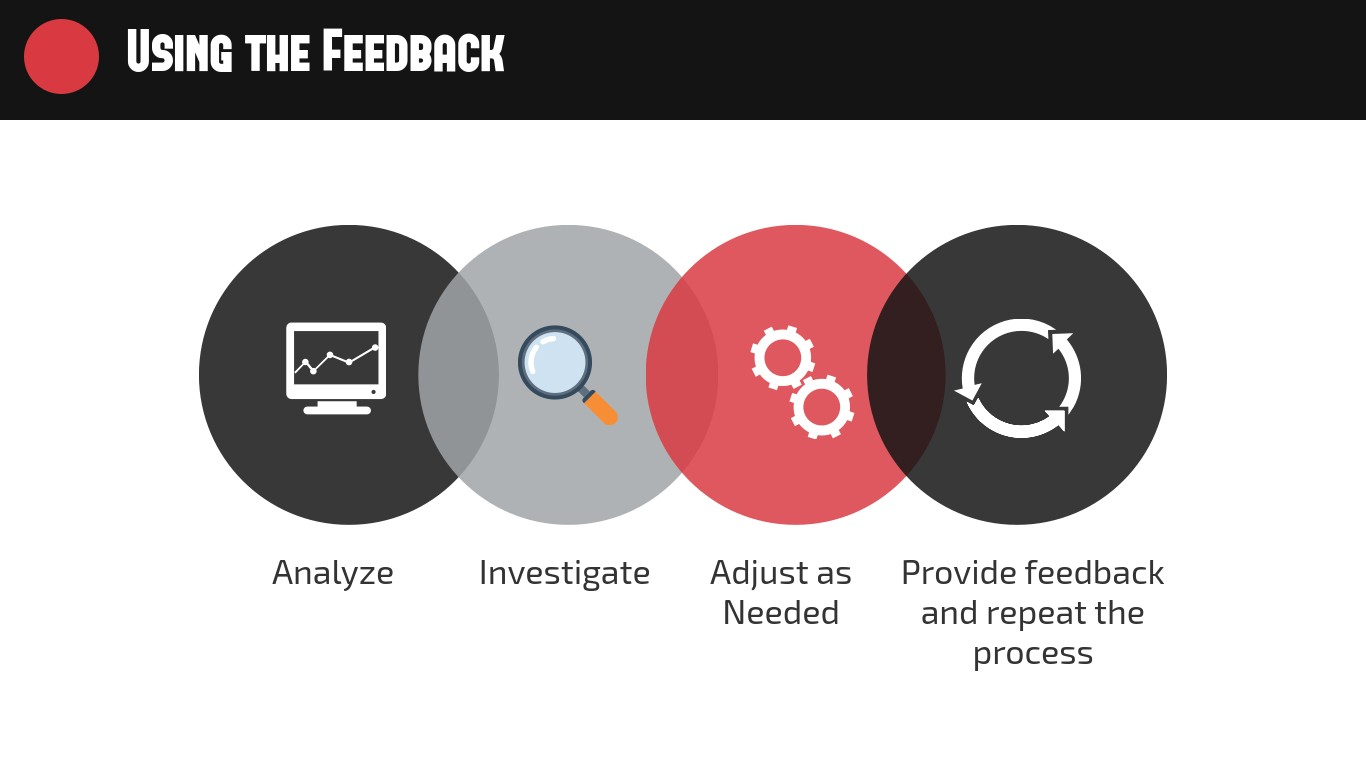 Using the Feedback
Analyze
Investigate
Adjust as
Needed
Provide feedback
and repeat the
process